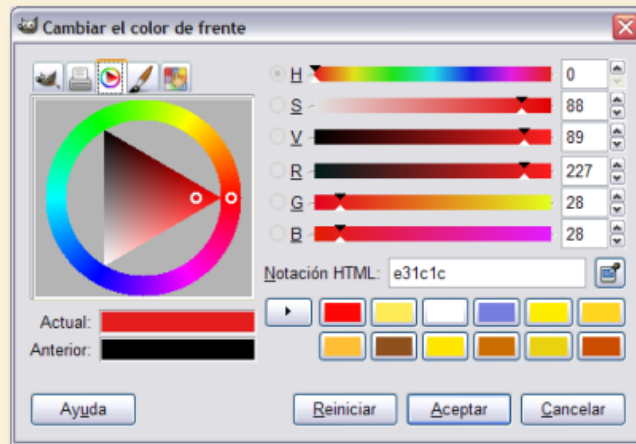 Cambiar el color de frente
H 0
S 88
V 89
R 227
G 28
B 28
Notación HTML: e31c1c
Actual:
Anterior:
Ayuda Reiniciar Aceptar Cancelar